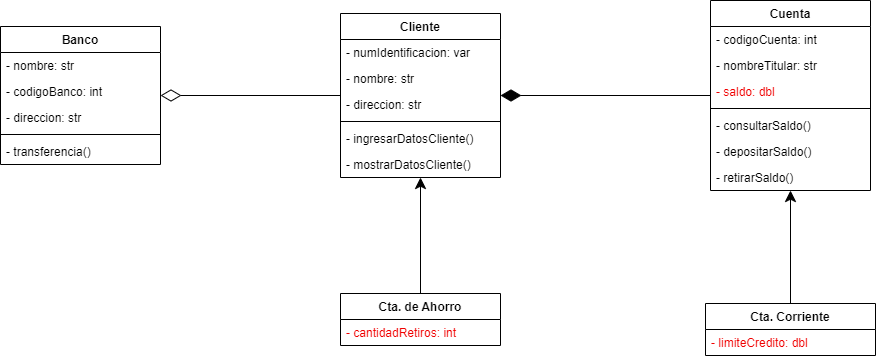 Banco
- nombre: str
- codigoBanco: int
- direccion: str
- transferencia()
Cliente
- numIdentificacion: var
- nombre: str
- direccion: str
- ingresarDatosCliente()
- mostrarDatosCliente()
Cuenta
- codigoCuenta: int
- nombreTitular: str
- saldo: dbl
- consultarSaldo()
- depositarSaldo()
- retirarSaldo()
Cta. de Ahorro
- cantidadRetiros: int
Cta. Corriente
- limiteCredito: dbl